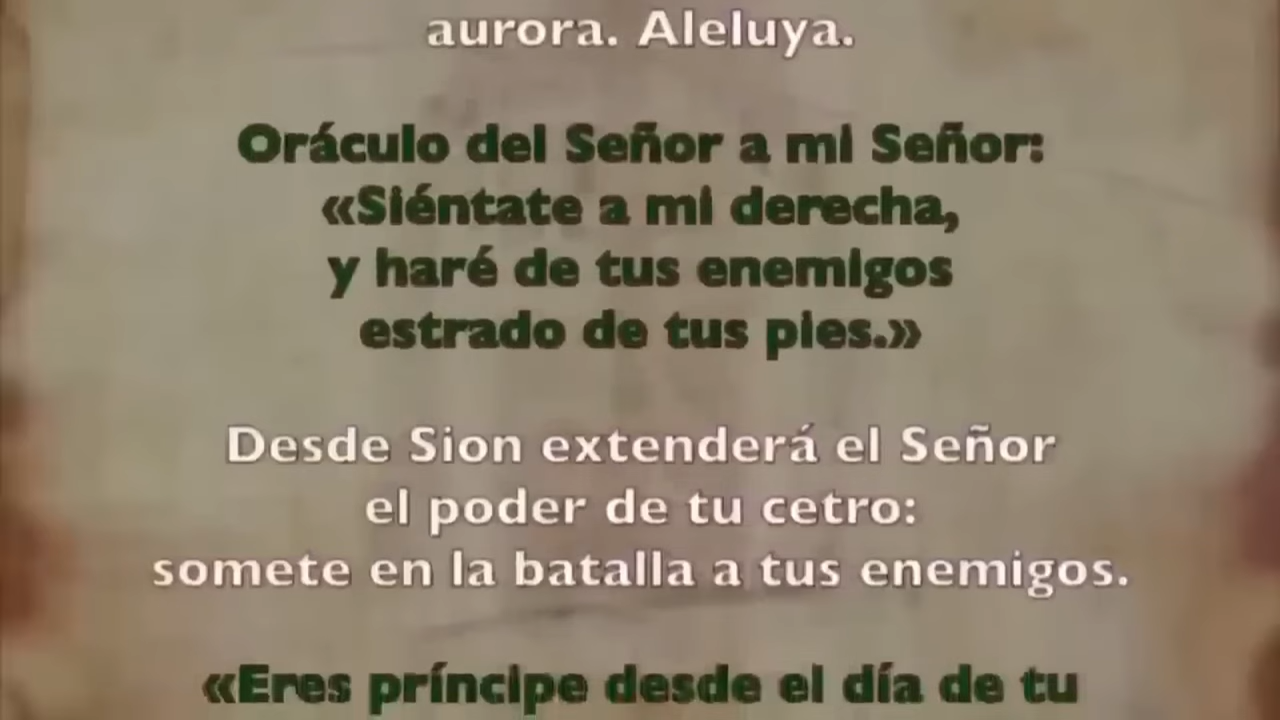 aurora. Aleluya.
Oráculo del Señor a mi Señor:
«Siéntate a mi derecha,
y haré de tus enemigos
estrado de tus pies.»
Desde Sion extenderá el Señor
el poder de tu cetro:
somete en la batalla a tus enemigos.
«Eres príncipe desde el día de tu